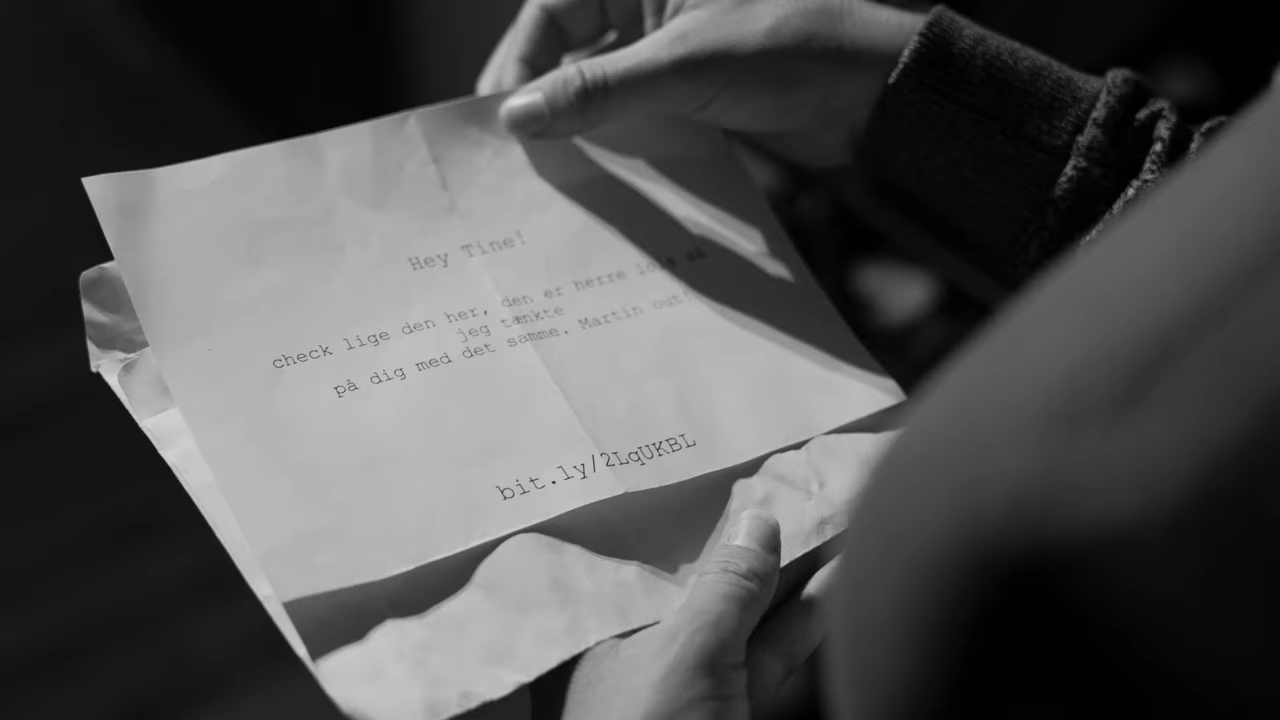 Hey Tine!
check lige den her, den er herre
jeg tænkte
på dig med det samme. Martin out!
bit.ly/2LqUKBL